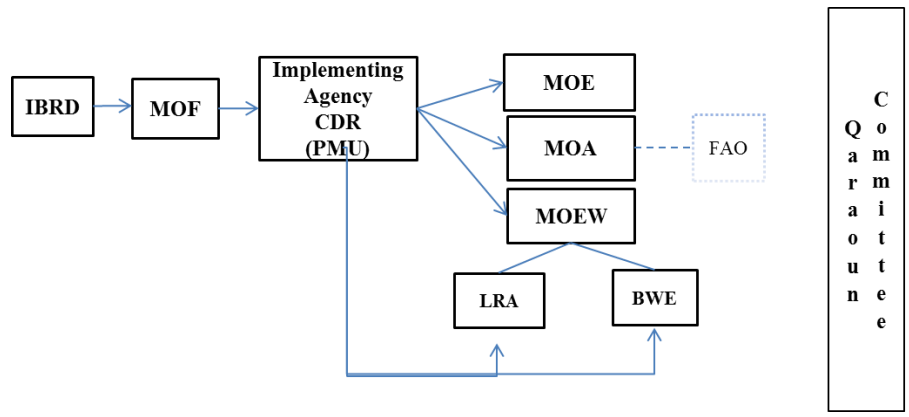 IBRD
MOF
Implementing
Agency
CDR
(PMU)
MOE
MOA
FAO
MOEW
LRA
BWE
Qaraoun
Committee